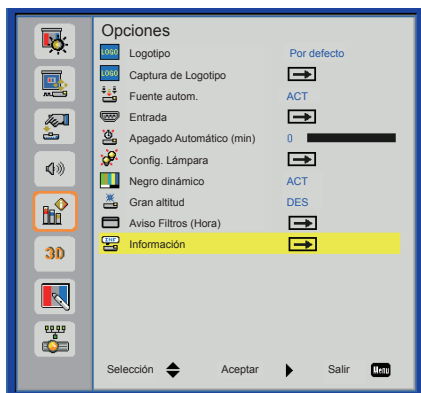 Opciones
LOGO Logotipo Por defecto
LOGO Captura de Logotipo
Fuente autom. ACT
Entrada
Apagado Automático (min) 0
Config. Lámpara
Negro dinámico ACT
Gran altitud DES
Aviso Filtros (Hora)
Información
3D
Selección Aceptar Salir Menu